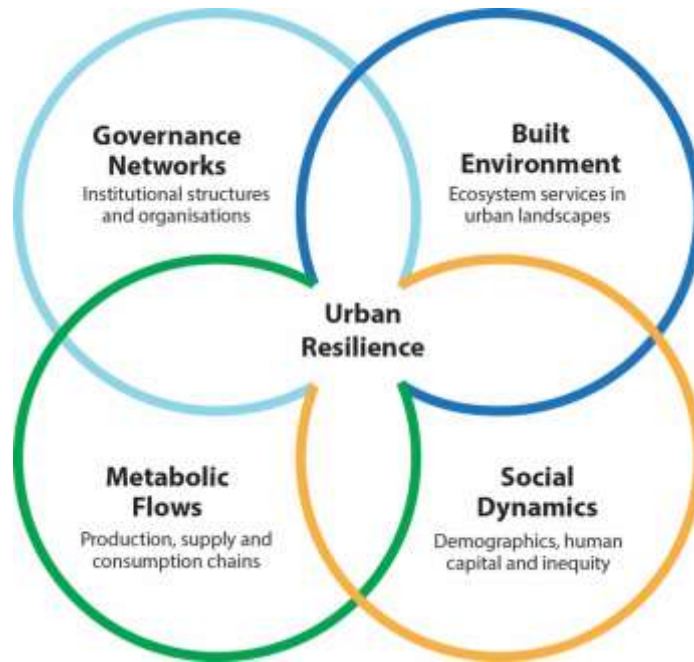 Governance
Networks
Institutional structures
and organisations
Built
Environment
Ecosystem services in
urban landscapes
Urban
Resilience
Metabolic
Flows
Production, supply and
consumption chains
Social
Dynamics
Demographics, human
capital and inequity